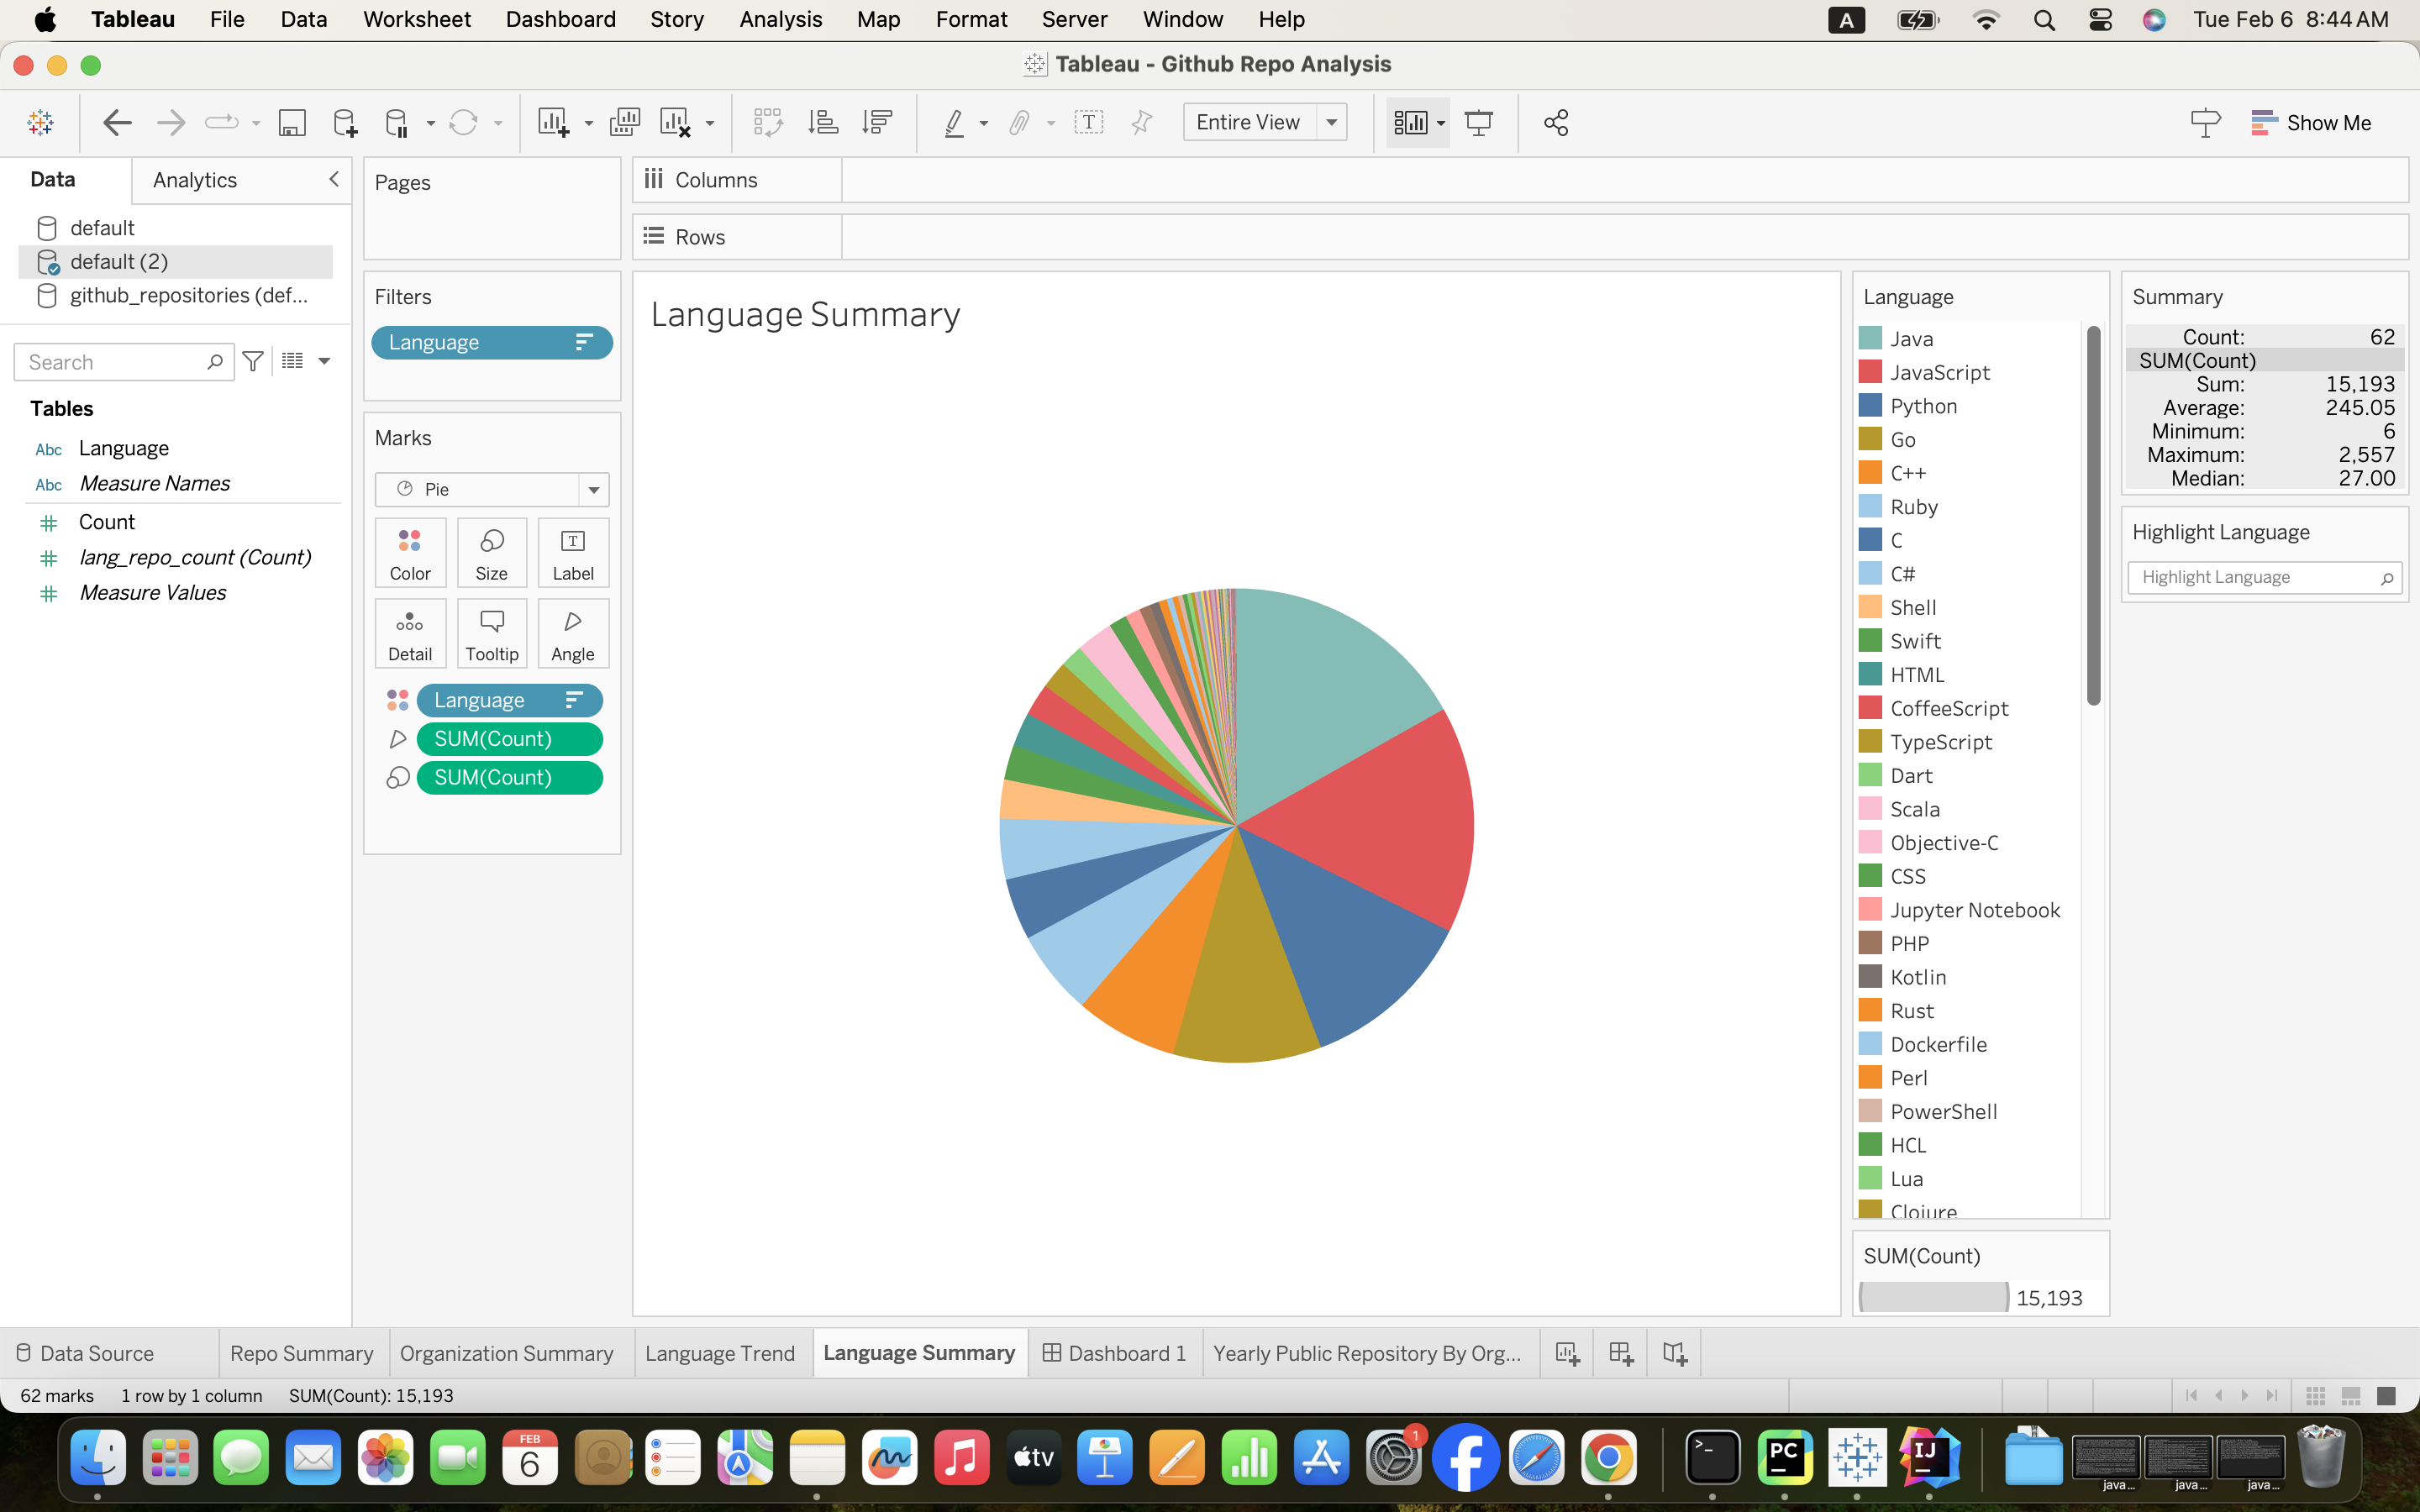 Tableau File Data Worksheet Dashboard Story Analysis Map Format Server Window Help A Tue Feb 6 8:44 AM
Tableau - Github Repo Analysis
Entire View
Show Me
Data Analytics
default
default (2)
github_repositories (def...
Search
Tables
Abc Language
Abc Measure Names
Count
lang_repo_count (Count)
Measure Values
Pages
Filters
Language
Marks
Pie
Color Size Label
Detail Tooltip Angle
Language
SUM(Count)
SUM(Count)
Columns
Rows
Language Summary
Language
Java
JavaScript
Python
Go
C++
Ruby
C
C#
Shell
Swift
HTML
CoffeeScript
TypeScript
Dart
Scala
Objective-C
CSS
Jupyter Notebook
PHP
Kotlin
Rust
Dockerfile
Perl
PowerShell
HCL
Lua
Clojure
SUM(Count)
15,193
Summary
Count: 62
SUM(Count)
Sum: 15,193
Average: 245.05
Minimum: 6
Maximum: 2,557
Median: 27.00
Highlight Language
Highlight Language
Data Source Repo Summary Organization Summary Language Trend Language Summary Dashboard 1 Yearly Public Repository By Org...
62 marks 1 row by 1 column SUM(Count): 15,193
FEB
6
tv
1
PC
IJ
java...
java...
java...